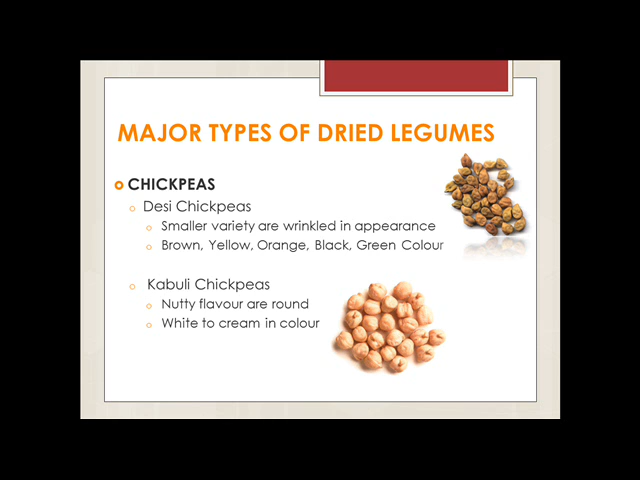 MAJOR TYPES OF DRIED LEGUMES
CHICKPEAS
Desi Chickpeas
Smaller variety are wrinkled in appearance
Brown, Yellow, Orange, Black, Green Colour
Kabuli Chickpeas
Nutty flavour are round
White to cream in colour